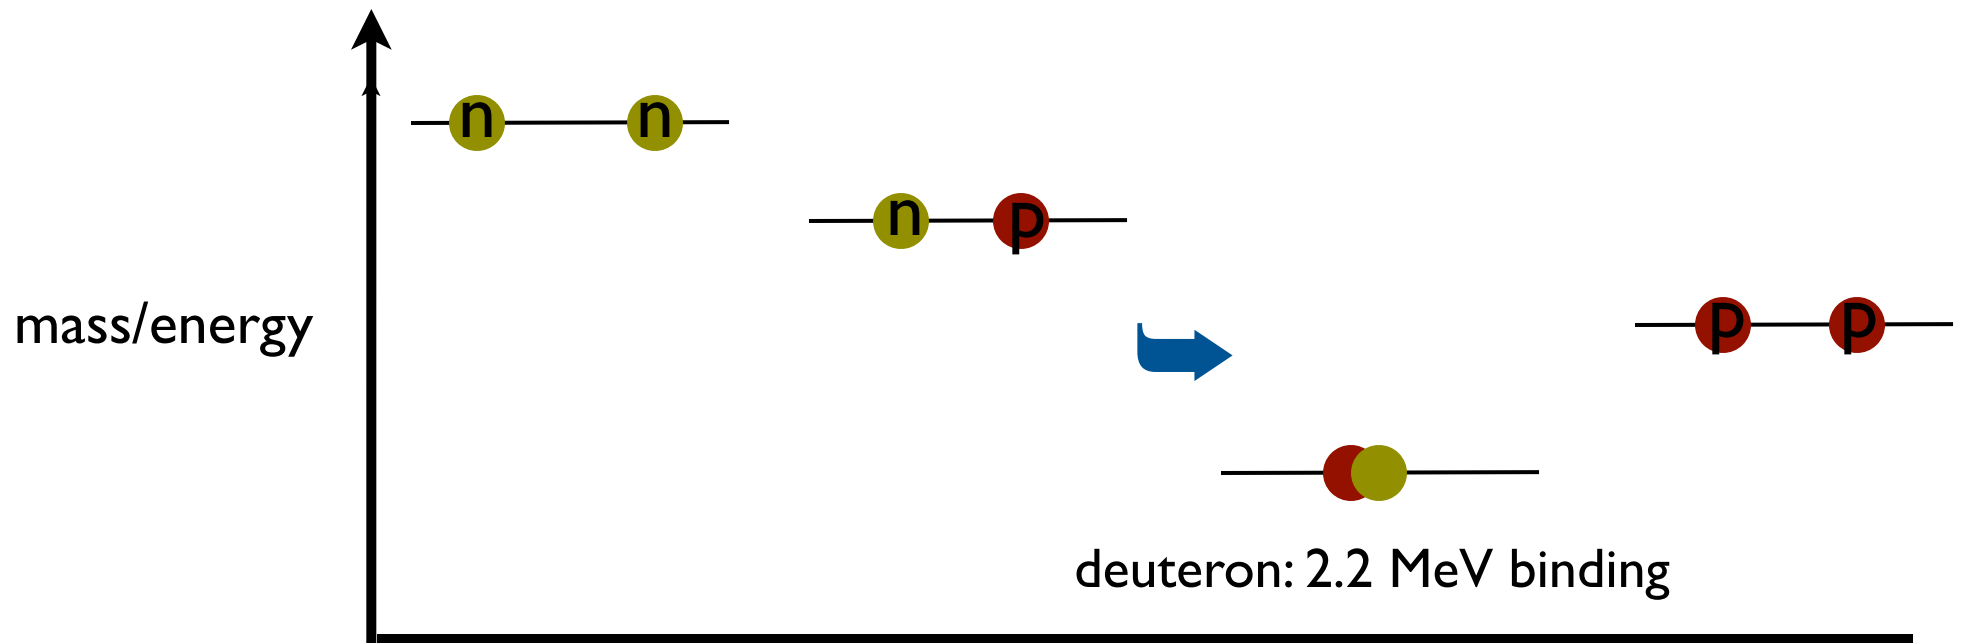 n n
n p
mass/energy
p p
deuteron: 2.2 MeV binding